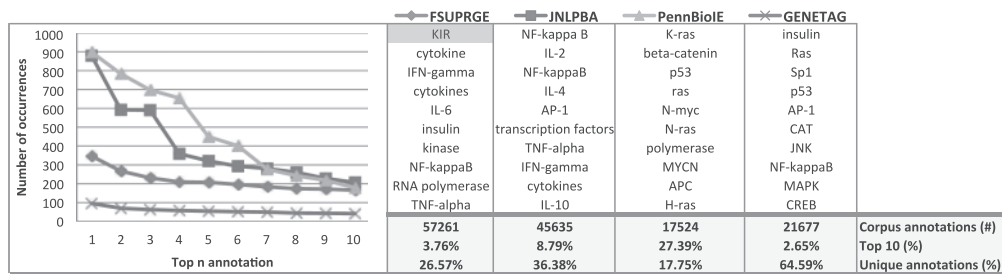 FSUPRGE JNLPBA PennBioIE GENETAG
Number of occurrences
1000
900
800
700
600
500
400
300
200
100
0
1 2 3 4 5 6 7 8 9 10
Top n annotation
KIR NF-kappa B K-ras insulin
cytokine IL-2 beta-catenin Ras
IFN-gamma NF-kappaB p53 Sp1
cytokines IL-4 ras p53
IL-6 AP-1 N-myc AP-1
insulin transcription factors N-ras CAT
kinase TNF-alpha polymerase JNK
NF-kappaB IFN-gamma MYCN NF-kappaB
RNA polymerase cytokines APC MAPK
TNF-alpha IL-10 H-ras CREB
57261 45635 17524 21677 Corpus annotations (#)
3.76% 8.79% 27.39% 2.65% Top 10 (%)
26.57% 36.38% 17.75% 64.59% Unique annotations (%)